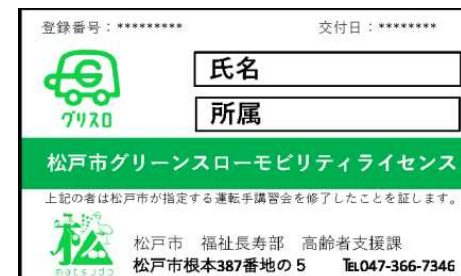 登録番号：*********
交付日：********
氏名
グリスロ
所属
松戸市グリーンスローモビリティライセンス
上記の者は松戸市が指定する運転手講習会を修了したことを証します。
松
matsudo
松戸市 福祉長寿部 高齢者支援課
松戸市根本387番地の5 ℡047-366-7346